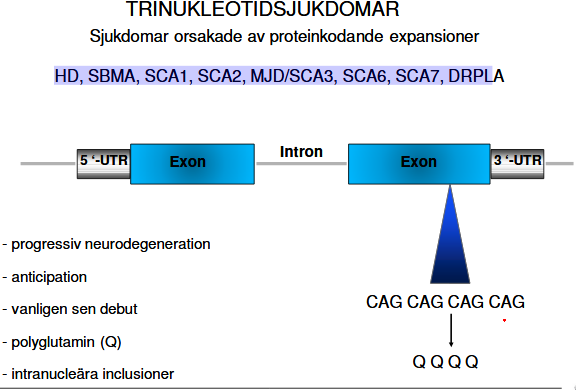 TRINUKLEOTIDSJUKDOMAR
Sjukdomar orsakade av proteinkodande expansioner
HD, SBMA, SCA1, SCA2, MJD/SCA3, SCA6, SCA7, DRPLA
5 ‘-UTR Exon Intron Exon 3 ‘-UTR
- progressiv neurodegeneration
- anticipation
- vanligen sen debut
CAG CAG CAG CAG
- polyglutamin (Q)
Q Q Q Q
- intranucleära inclusioner